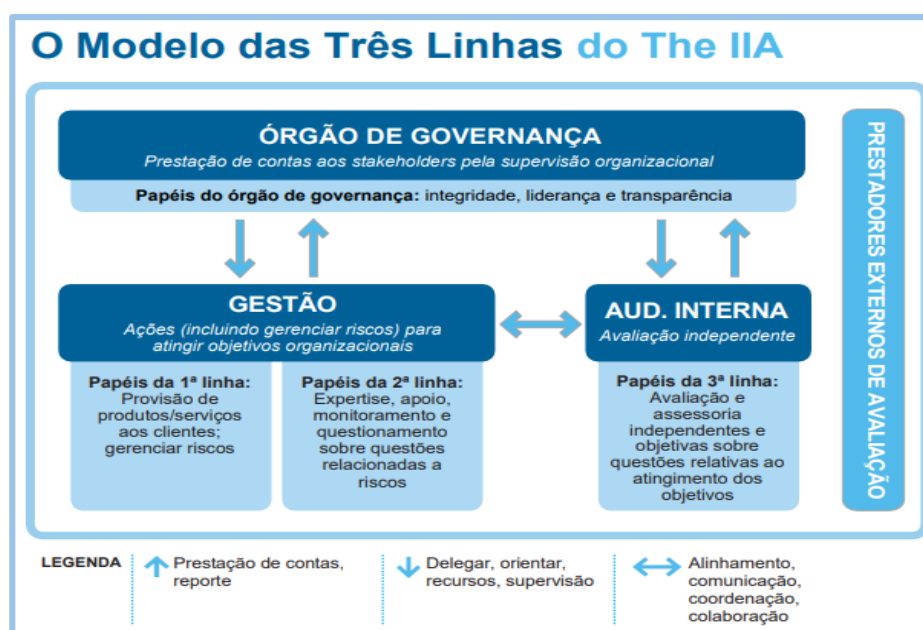 O Modelo das Três Linhas do The IIA
ÓRGÃO DE GOVERNANÇA
Prestação de contas aos stakeholders pela supervisão organizacional
Papéis do órgão de governança: integridade, liderança e transparência
GESTÃO
Ações (incluindo gerenciar riscos) para
atingir objetivos organizacionais
Papéis da 1ª linha:
Provisão de
produtos/serviços
aos clientes;
gerenciar riscos
Papéis da 2ª linha:
Expertise, apoio,
monitoramento e
questionamento
sobre questões
relacionadas a
riscos
AUD. INTERNA
Avaliação independente
Papéis da 3ª linha:
Avaliação e
assessoria
independentes e
objetivas sobre
questões relativas ao
atingimento dos
objetivos
PRESTADORES EXTERNOS DE AVALIAÇÃO
LEGENDA
Prestação de contas,
reporte
Delegar, orientar,
recursos, supervisão
Alinhamento,
comunicação,
coordenação,
colaboração